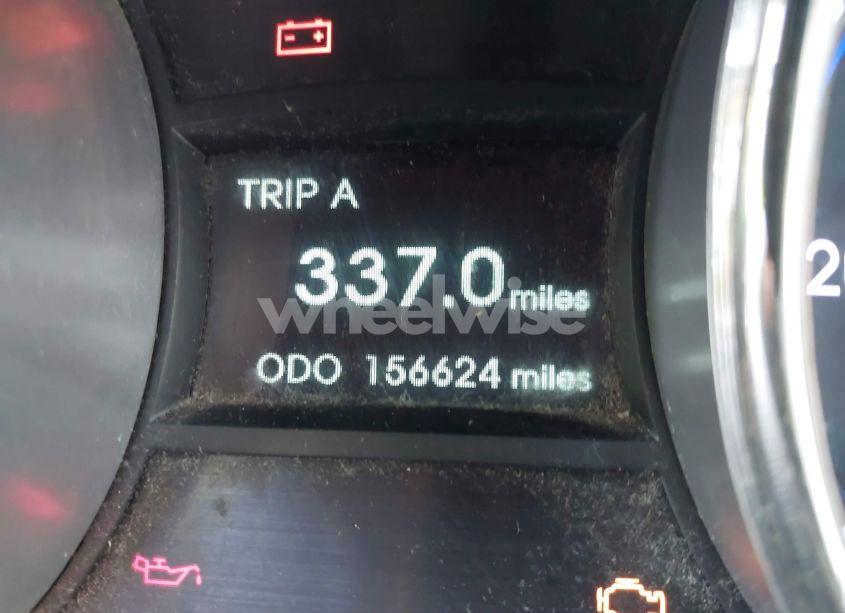 TRIP A
337.0 miles
wheelwise
ODO 156624 miles